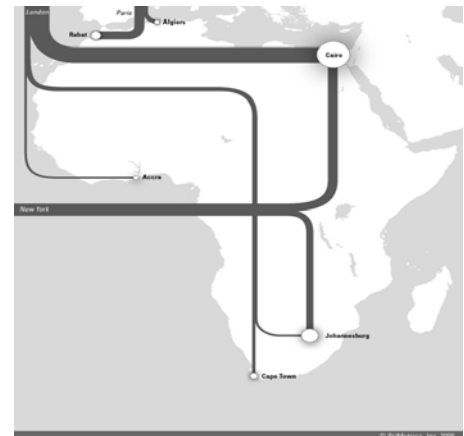 London
Paris
Algiers
Rabat
Cairo
Accra
New York
Johannesburg
Cape Town